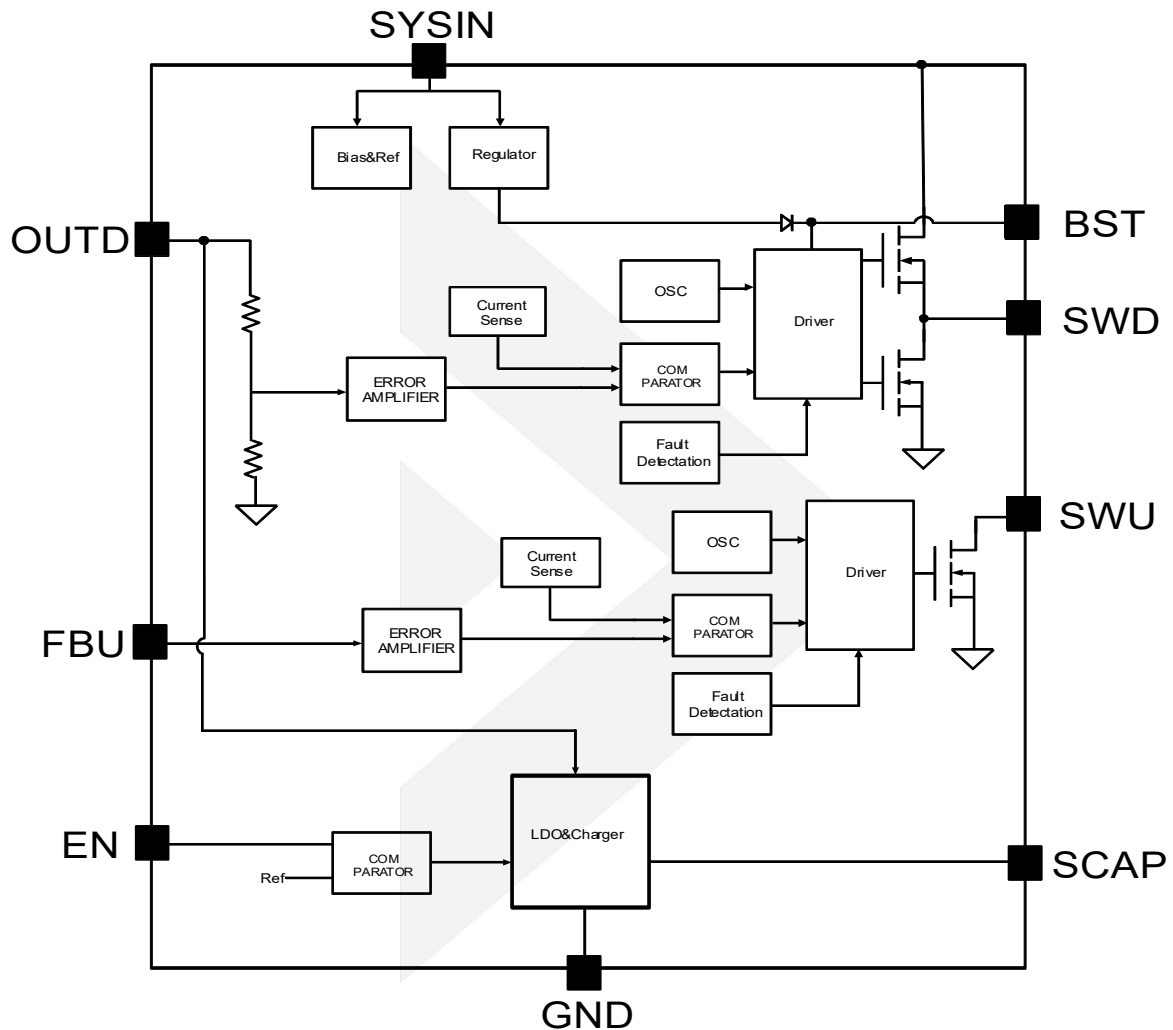 SYSIN
Bias&Ref
Regulator
OUTD
BST
OSC
Current
Sense
Driver
SWD
COM
PARATOR
ERROR
AMPLIFIER
Fault
Detectation
SWU
OSC
Current
Sense
Driver
COM
PARATOR
FBU
ERROR
AMPLIFIER
Fault
Detectation
EN
LDO&Charger
COM
PARATOR
Ref
SCAP
GND